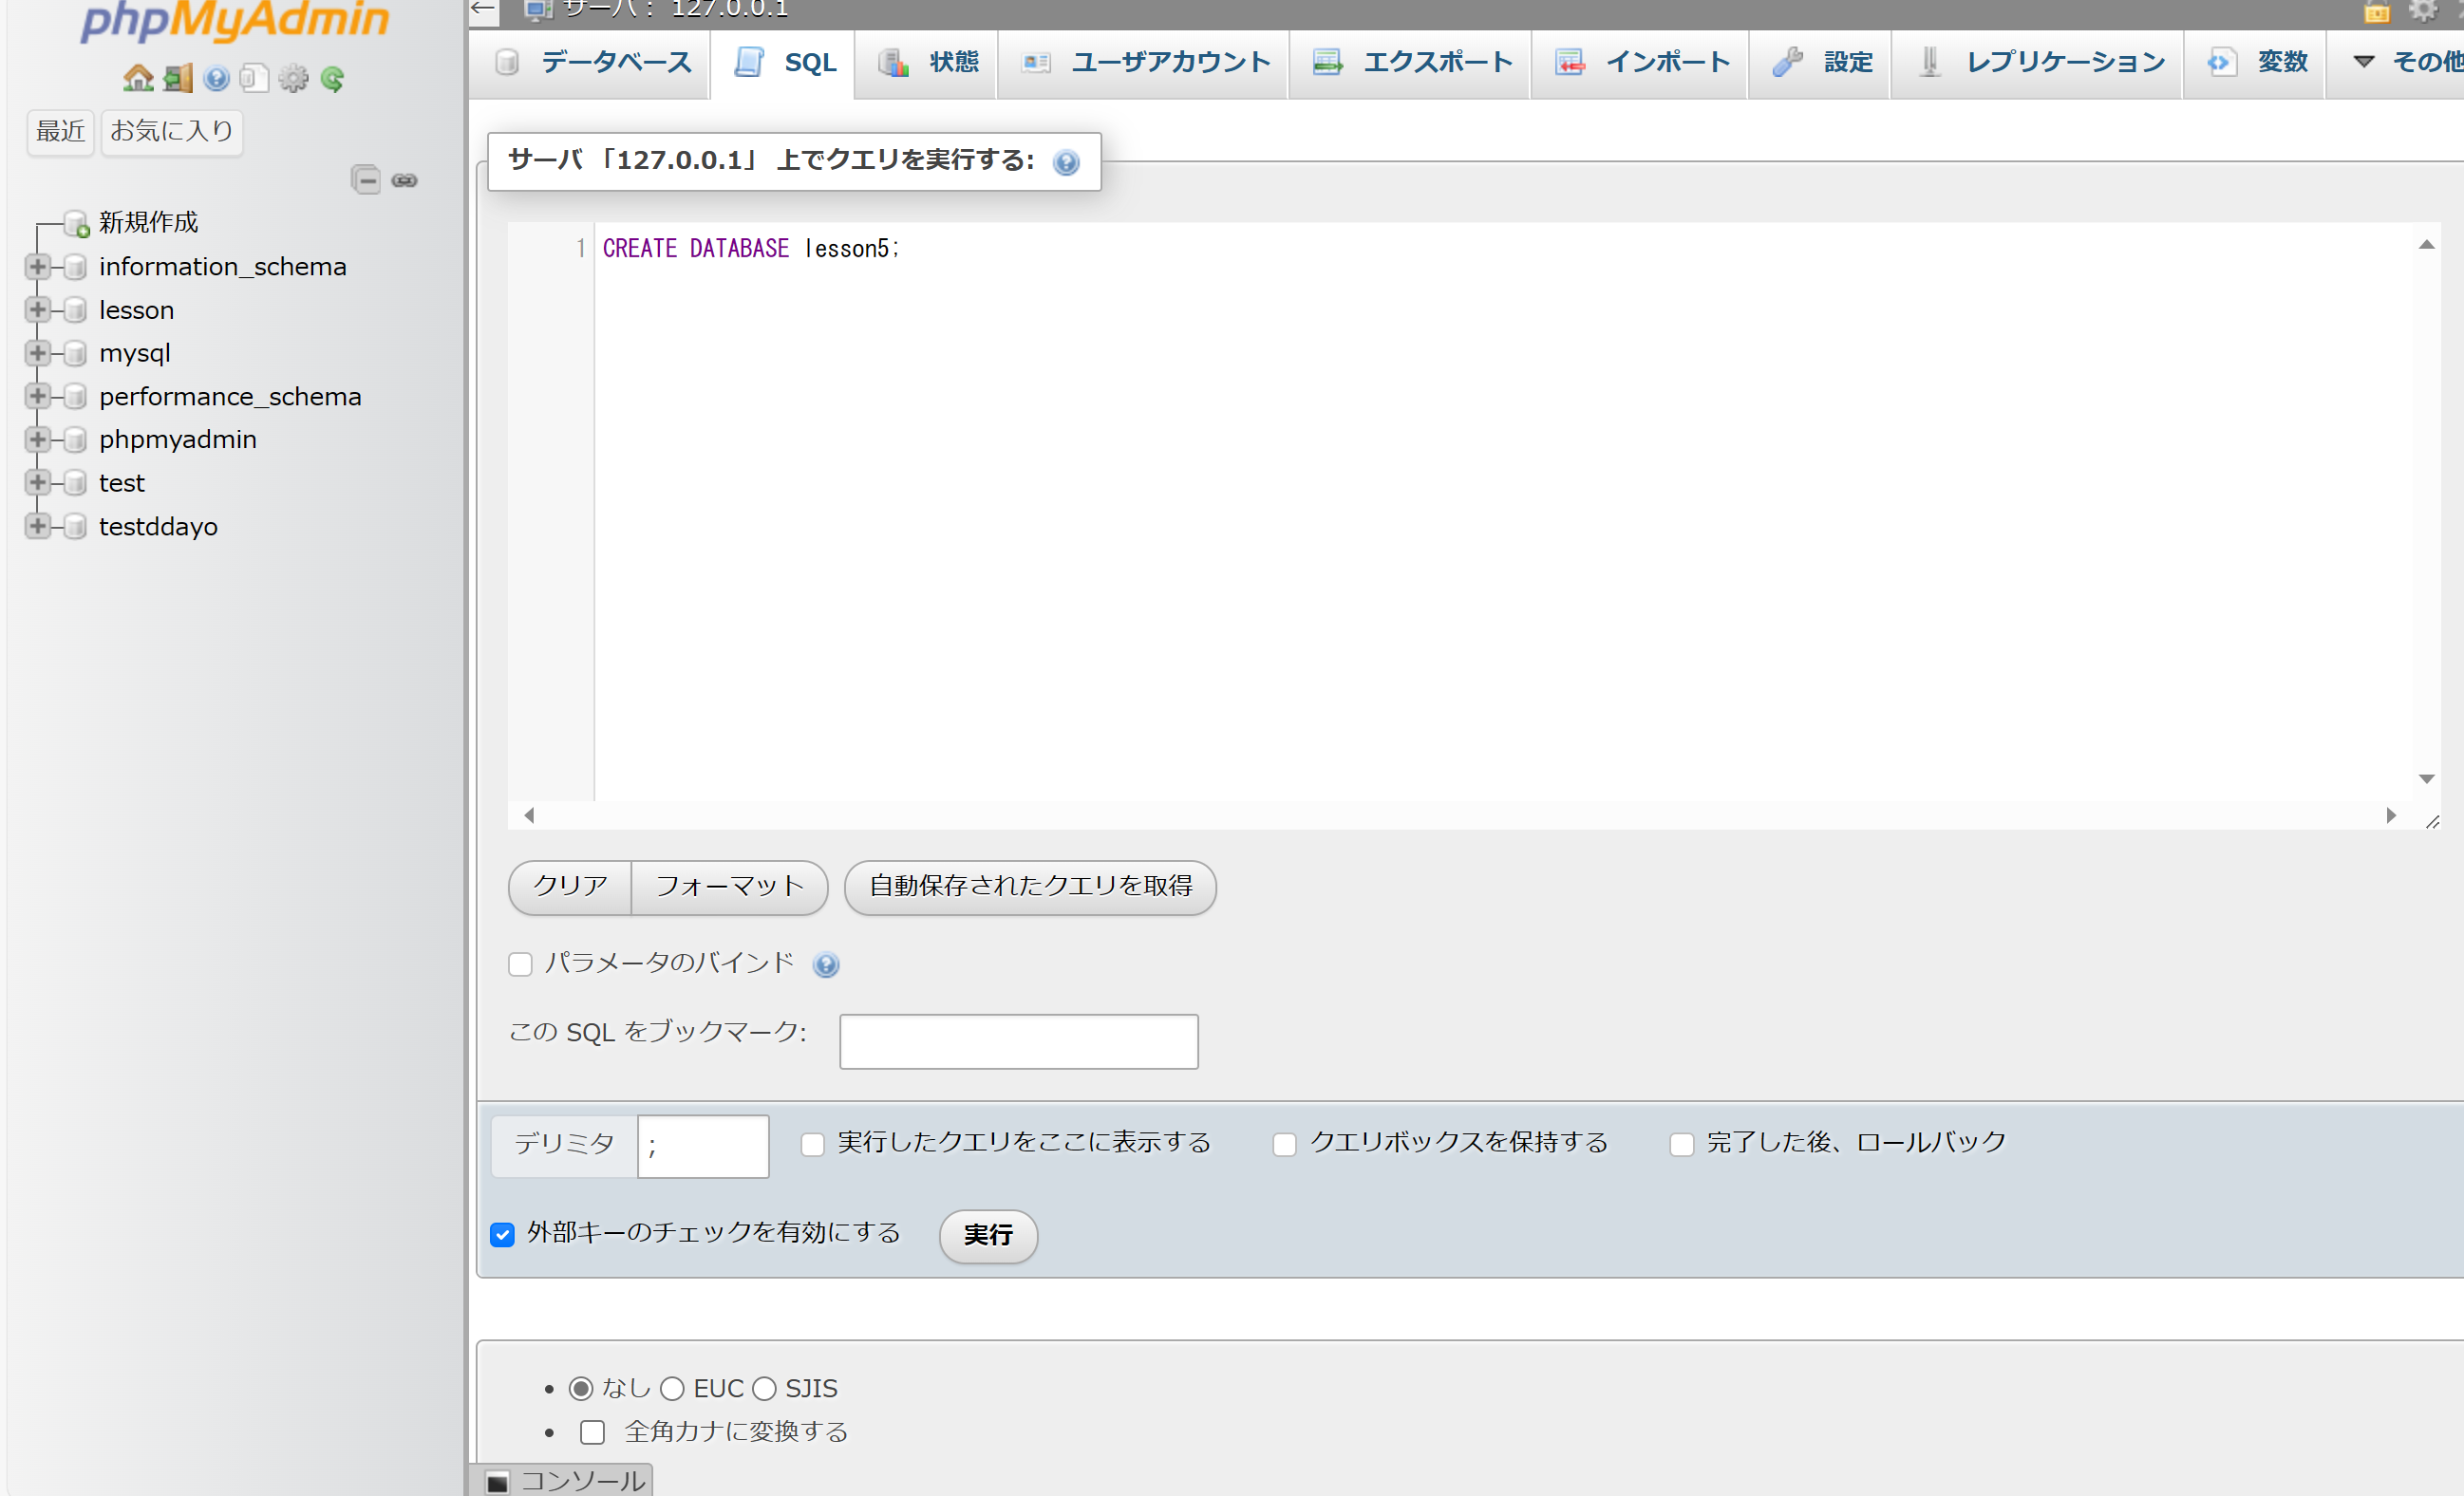 phpMyAdmin
最近 お気に入り
新規作成
information_schema
lesson
mysql
performance_schema
phpmyadmin
test
testddayo
← サーバ: 127.0.0.1
データベース SQL 状態 ユーザアカウント エクスポート インポート 設定 レプリケーション 変数 その他
サーバ 「127.0.0.1」 上でクエリを実行する:
1 CREATE DATABASE lesson5;
クリア フォーマット 自動保存されたクエリを取得
パラメータのバインド
この SQL をブックマーク:
デリミタ ; 実行したクエリをここに表示する クエリボックスを保持する 完了した後、ロールバック
外部キーのチェックを有効にする 実行
• なし EUC SJIS
• 全角カナに変換する
コンソール